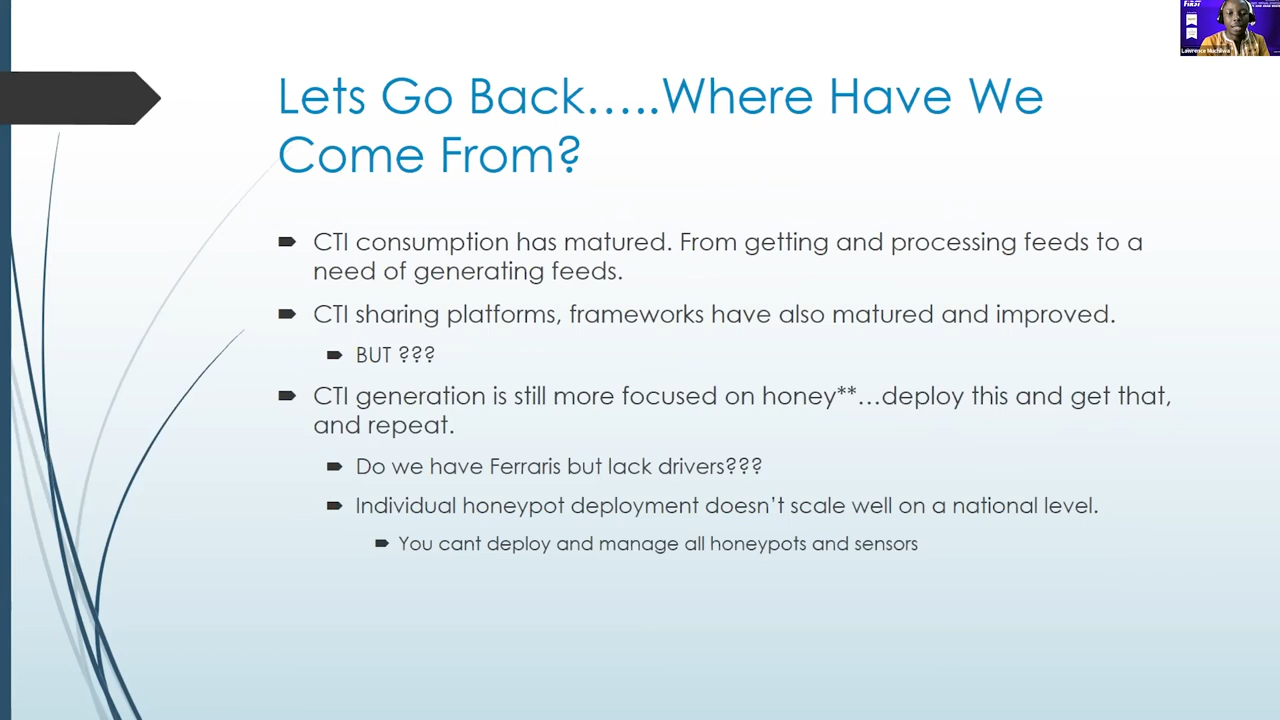 FIRST
Lawrence Muchilwa
Lets Go Back…..Where Have We
Come From?
CTI consumption has matured. From getting and processing feeds to a
need of generating feeds.
CTI sharing platforms, frameworks have also matured and improved.
BUT ???
CTI generation is still more focused on honey**…deploy this and get that,
and repeat.
Do we have Ferraris but lack drivers???
Individual honeypot deployment doesn’t scale well on a national level.
You cant deploy and manage all honeypots and sensors